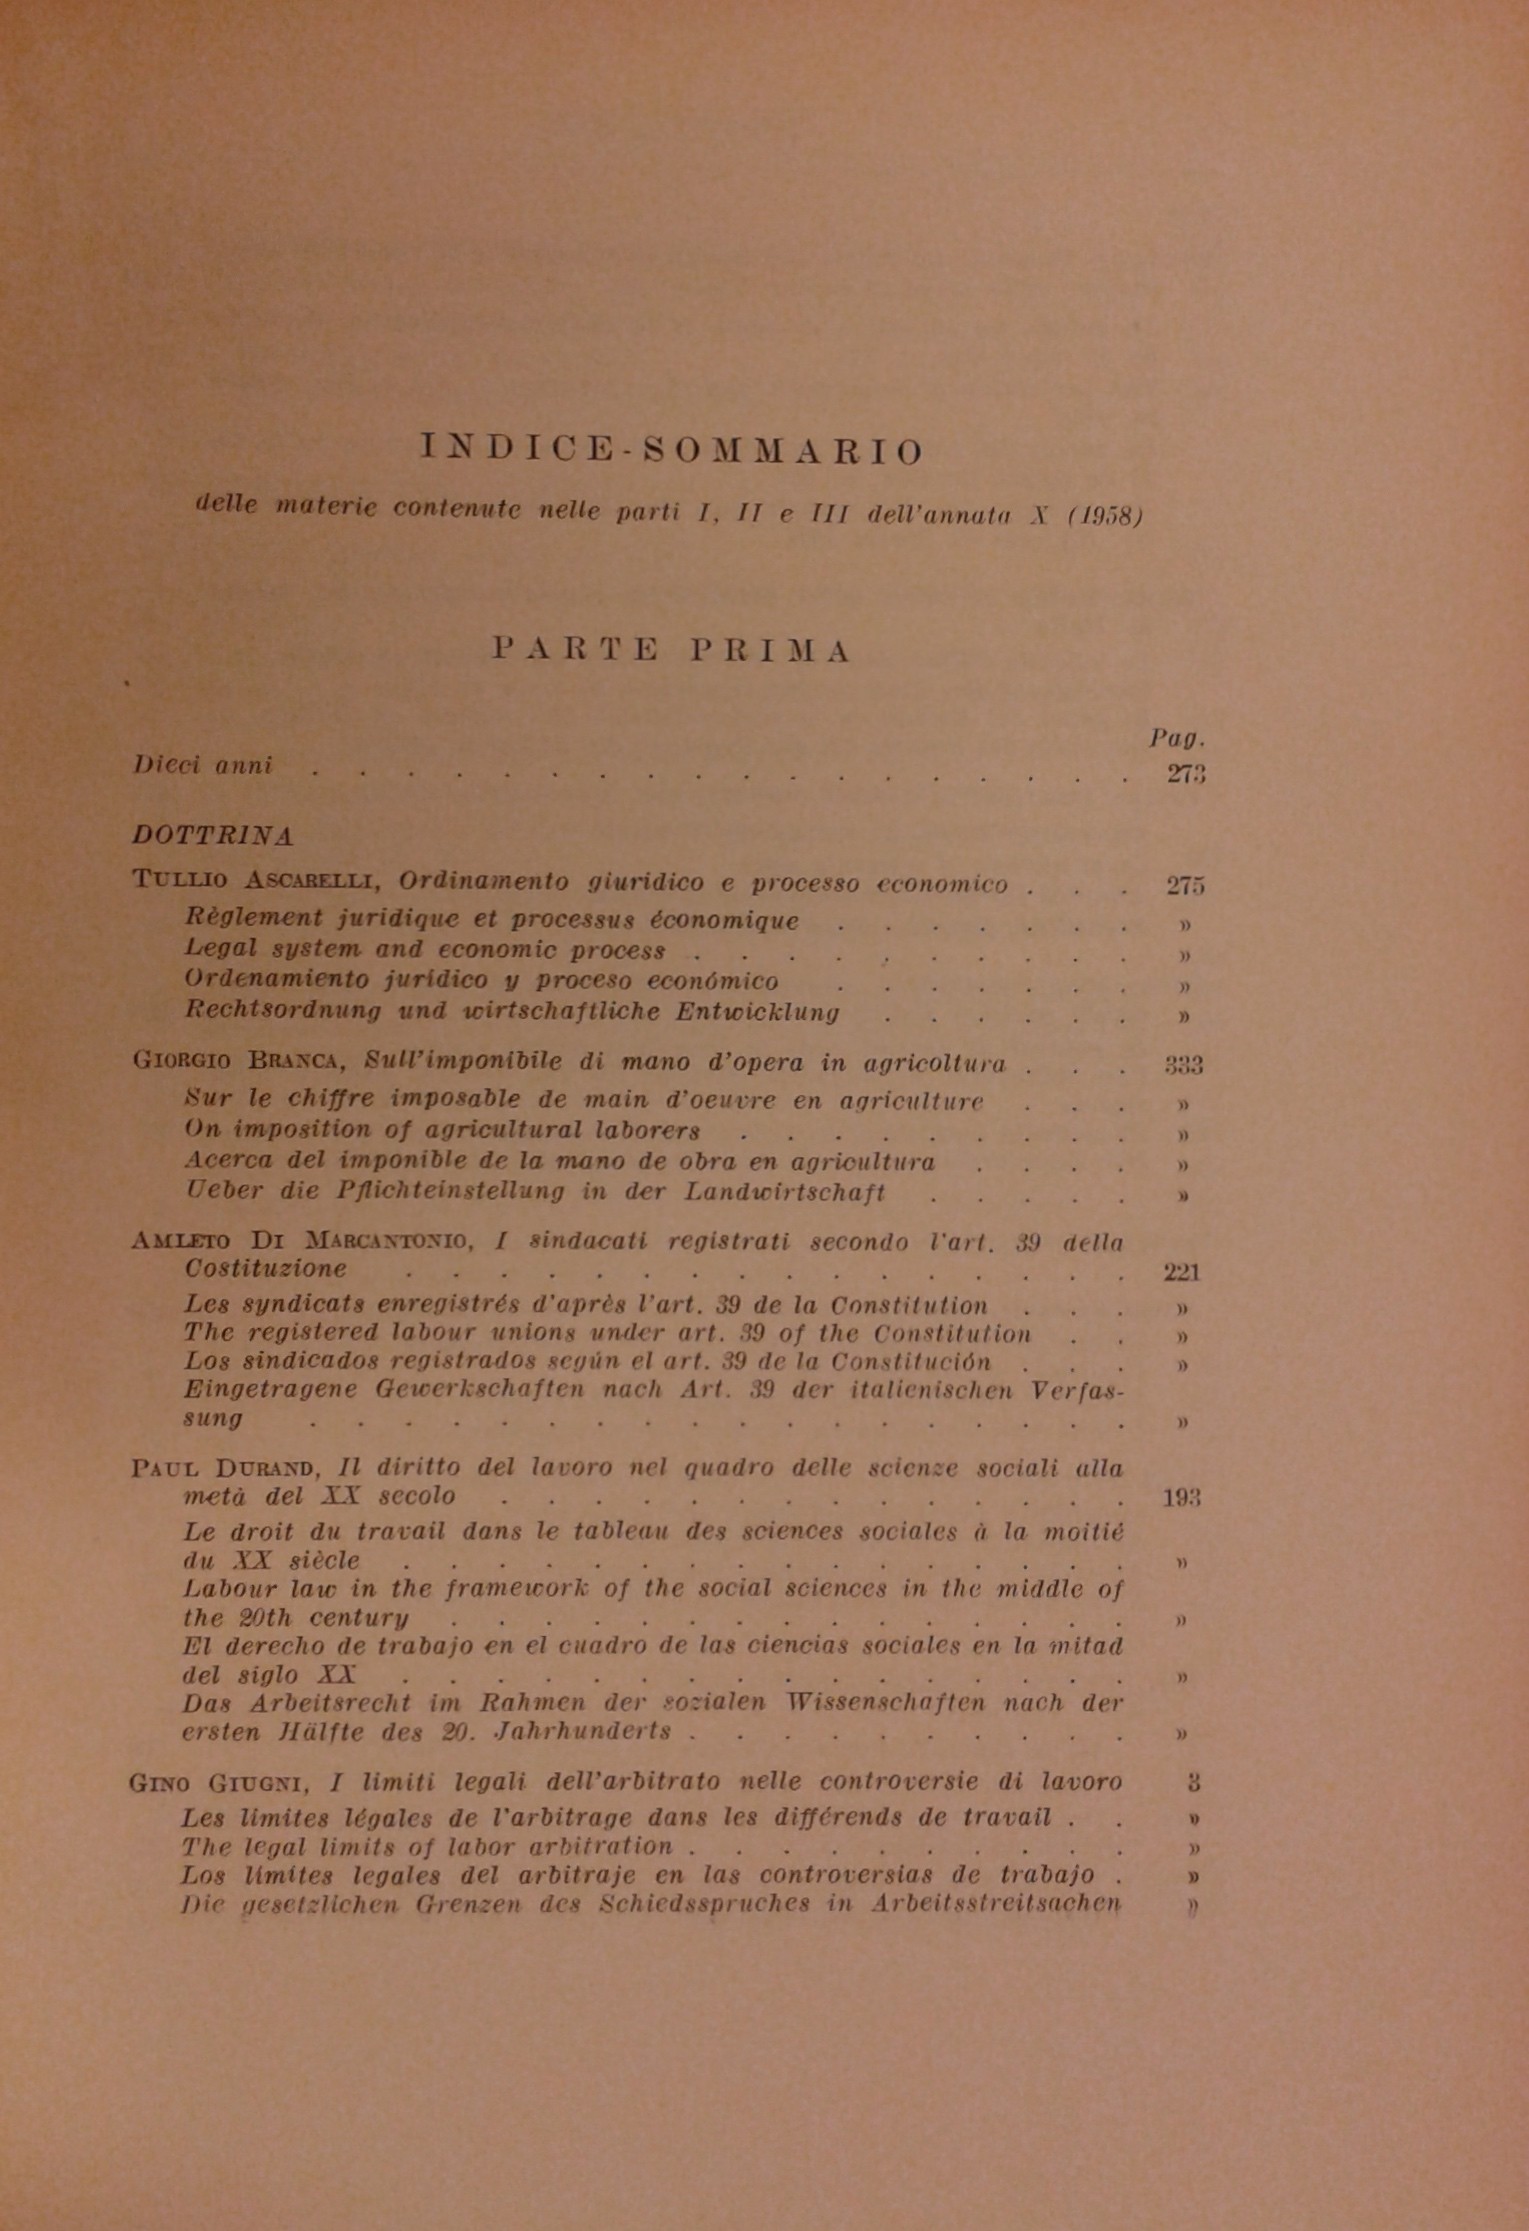 INDICE-SOMMARIO
delle materie contenute nelle parti I, II e III dell'annata X (1958)
PARTE PRIMA
Pag.
Dieci anni . . . . . . . . . . . . . . . . . . 273
DOTTRINA
TULLIO ASCARELLI, Ordinamento giuridico e processo economico . . . 275
Règlement juridique et processus économique . . . . . . . »
Legal system and economic process . . . . . . . . . . »
Ordenamiento jurídico y proceso económico . . . . . . . »
Rechtsordnung und wirtschaftliche Entwicklung . . . . . . »
GIORGIO BRANCA, Sull'imponibile di mano d'opera in agricoltura . . . 333
Sur le chiffre imposable de main d'oeuvre en agriculture . . . »
On imposition of agricultural laborers . . . . . . . . . »
Acerca del imponible de la mano de obra en agricultura . . . . »
Ueber die Pflichteinstellung in der Landwirtschaft . . . . . »
AMLETO DI MARCANTONIO, I sindacati registrati secondo l'art. 39 della
Costituzione . . . . . . . . . . . . . . . . 221
Les syndicats enregistrés d'après l'art. 39 de la Constitution . . . »
The registered labour unions under art. 39 of the Constitution . . »
Los sindicados registrados según el art. 39 de la Constitución . . . »
Eingetragene Gewerkschaften nach Art. 39 der italienischen Verfas-
sung . . . . . . . . . . . . . . . . . . »
PAUL DURAND, Il diritto del lavoro nel quadro delle scienze sociali alla
metà del XX secolo . . . . . . . . . . . . . . 193
Le droit du travail dans le tableau des sciences sociales à la moitié
du XX siècle . . . . . . . . . . . . . . . . »
Labour law in the framework of the social sciences in the middle of
the 20th century . . . . . . . . . . . . . . . »
El derecho de trabajo en el cuadro de las ciencias sociales en la mitad
del siglo XX . . . . . . . . . . . . . . . . »
Das Arbeitsrecht im Rahmen der sozialen Wissenschaften nach der
ersten Hälfte des 20. Jahrhunderts . . . . . . . . . . »
GINO GIUGNI, I limiti legali dell'arbitrato nelle controversie di lavoro 3
Les limites légales de l'arbitrage dans les différends de travail . . »
The legal limits of labor arbitration . . . . . . . . . . »
Los límites legales del arbitraje en las controversias de trabajo . »
Die gesetzlichen Grenzen des Schiedsspruches in Arbeitsstreitsachen »